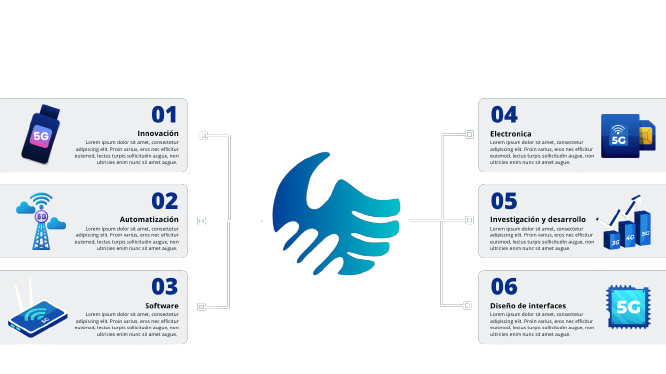 01
Innovación
Lorem ipsum dolor sit amet, consectetur
adipiscing elit. Proin varius, eros nec efficitur
euismod, lectus turpis sollicitudin augue, non
ultricies enim nunc sit amet augue.
5G
02
Automatización
Lorem ipsum dolor sit amet, consectetur
adipiscing elit. Proin varius, eros nec efficitur
euismod, lectus turpis sollicitudin augue, non
ultricies enim nunc sit amet augue.
5G
03
Software
Lorem ipsum dolor sit amet, consectetur
adipiscing elit. Proin varius, eros nec efficitur
euismod, lectus turpis sollicitudin augue, non
ultricies enim nunc sit amet augue.
5G
04
Electronica
Lorem ipsum dolor sit amet, consectetur
adipiscing elit. Proin varius, eros nec efficitur
euismod, lectus turpis sollicitudin augue, non
ultricies enim nunc sit amet augue.
5G
05
Investigación y desarrollo
Lorem ipsum dolor sit amet, consectetur
adipiscing elit. Proin varius, eros nec efficitur
euismod, lectus turpis sollicitudin augue, non
ultricies enim nunc sit amet augue.
3G 4G 5G
06
Diseño de interfaces
Lorem ipsum dolor sit amet, consectetur
adipiscing elit. Proin varius, eros nec efficitur
euismod, lectus turpis sollicitudin augue, non
ultricies enim nunc sit amet augue.
5G